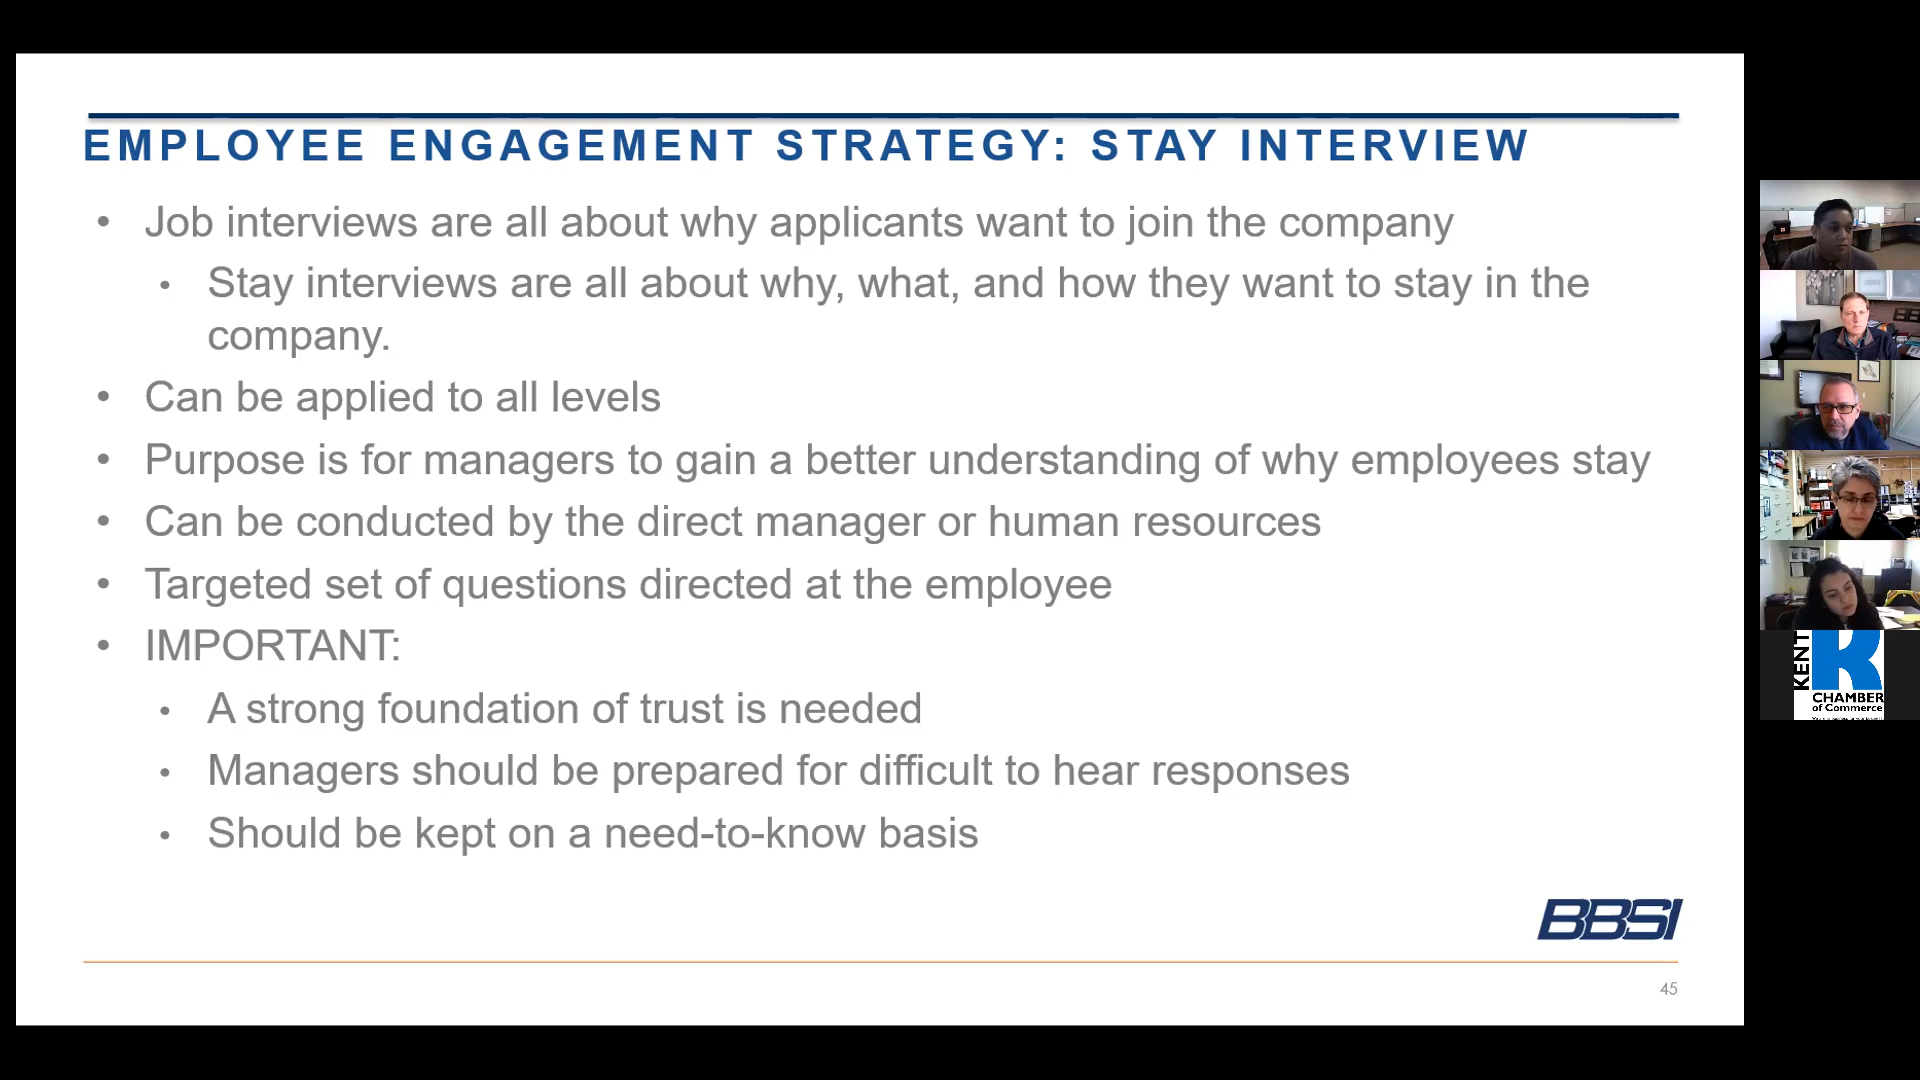 EMPLOYEE ENGAGEMENT STRATEGY: STAY INTERVIEW
• Job interviews are all about why applicants want to join the company
• Stay interviews are all about why, what, and how they want to stay in the
company.
• Can be applied to all levels
• Purpose is for managers to gain a better understanding of why employees stay
• Can be conducted by the direct manager or human resources
• Targeted set of questions directed at the employee
• IMPORTANT:
• A strong foundation of trust is needed
• Managers should be prepared for difficult to hear responses
• Should be kept on a need-to-know basis
BBSI
45
KENT
CHAMBER
of Commerce